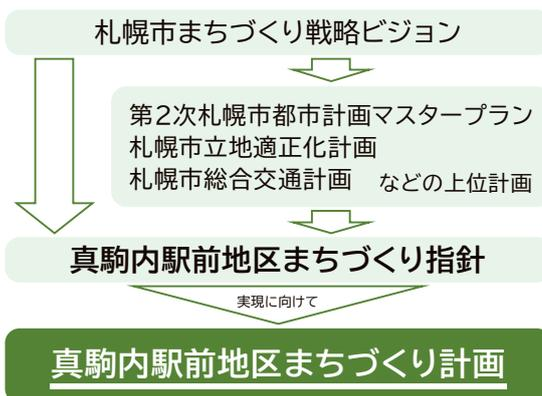 札幌市まちづくり戦略ビジョン
第2次札幌市都市計画マスタープラン
札幌市立地適正化計画
札幌市総合交通計画　などの上位計画
真駒内駅前地区まちづくり指針
実現に向けて
真駒内駅前地区まちづくり計画